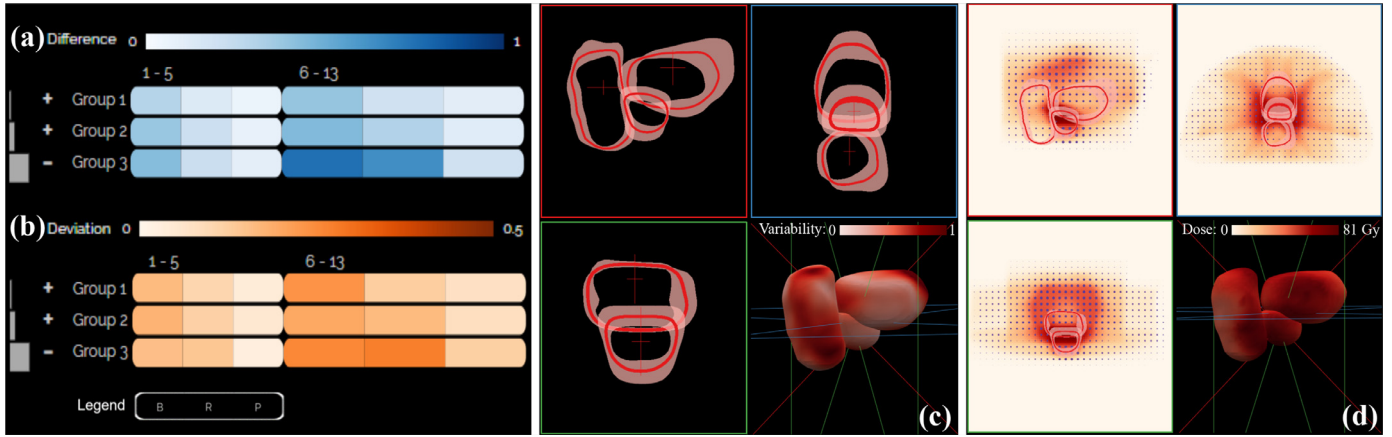 (a) Difference 0 1
1 - 5 6 - 13
+ Group 1
+ Group 2
- Group 3
(b) Deviation 0 0.5
1 - 5 6 - 13
+ Group 1
+ Group 2
- Group 3
Legend B R P
Variability: 0 1
(c)
Dose: 0 81 Gy
(d)